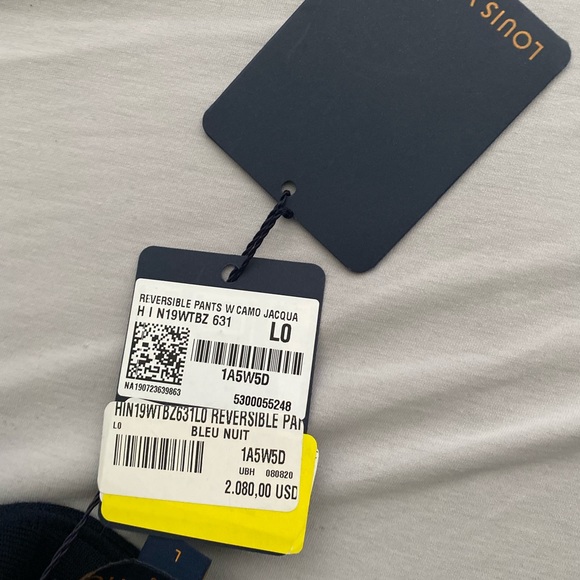 LOUIS V
REVERSIBLE PANTS W CAMO JACQUA
H I N19WTBZ 631
L0
1A5W5D
NA190723639863
5300055248
HIN19WTBZ631L0 REVERSIBLE PAN
L0
BLEU NUIT
1A5W5D
UBH 080820
2.080,00 USD
L